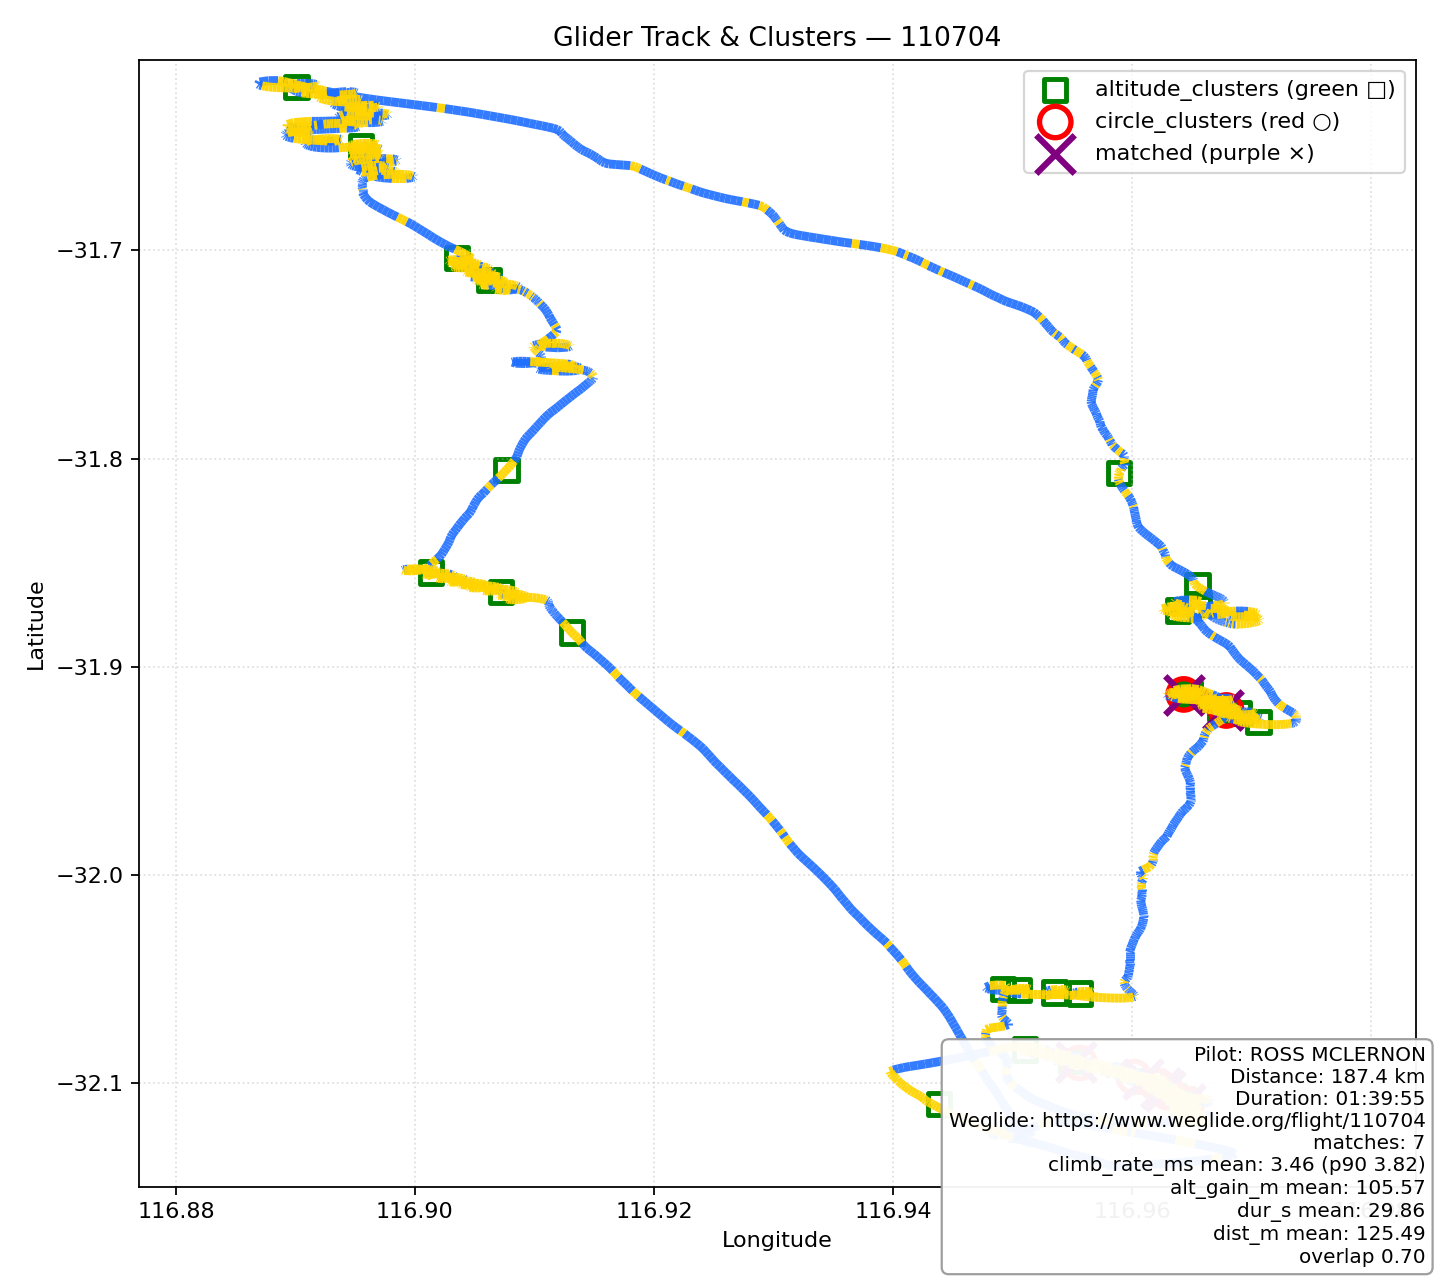 Glider Track & Clusters — 110704
altitude_clusters (green □)
circle_clusters (red ○)
matched (purple ×)
Latitude
−31.7
−31.8
−31.9
−32.0
−32.1
116.88
116.90
116.92
116.94
116.96
Longitude
Pilot: ROSS MCLERNON
Distance: 187.4 km
Duration: 01:39:55
Weglide: https://www.weglide.org/flight/110704
matches: 7
climb_rate_ms mean: 3.46 (p90 3.82)
alt_gain_m mean: 105.57
dur_s mean: 29.86
dist_m mean: 125.49
overlap 0.70